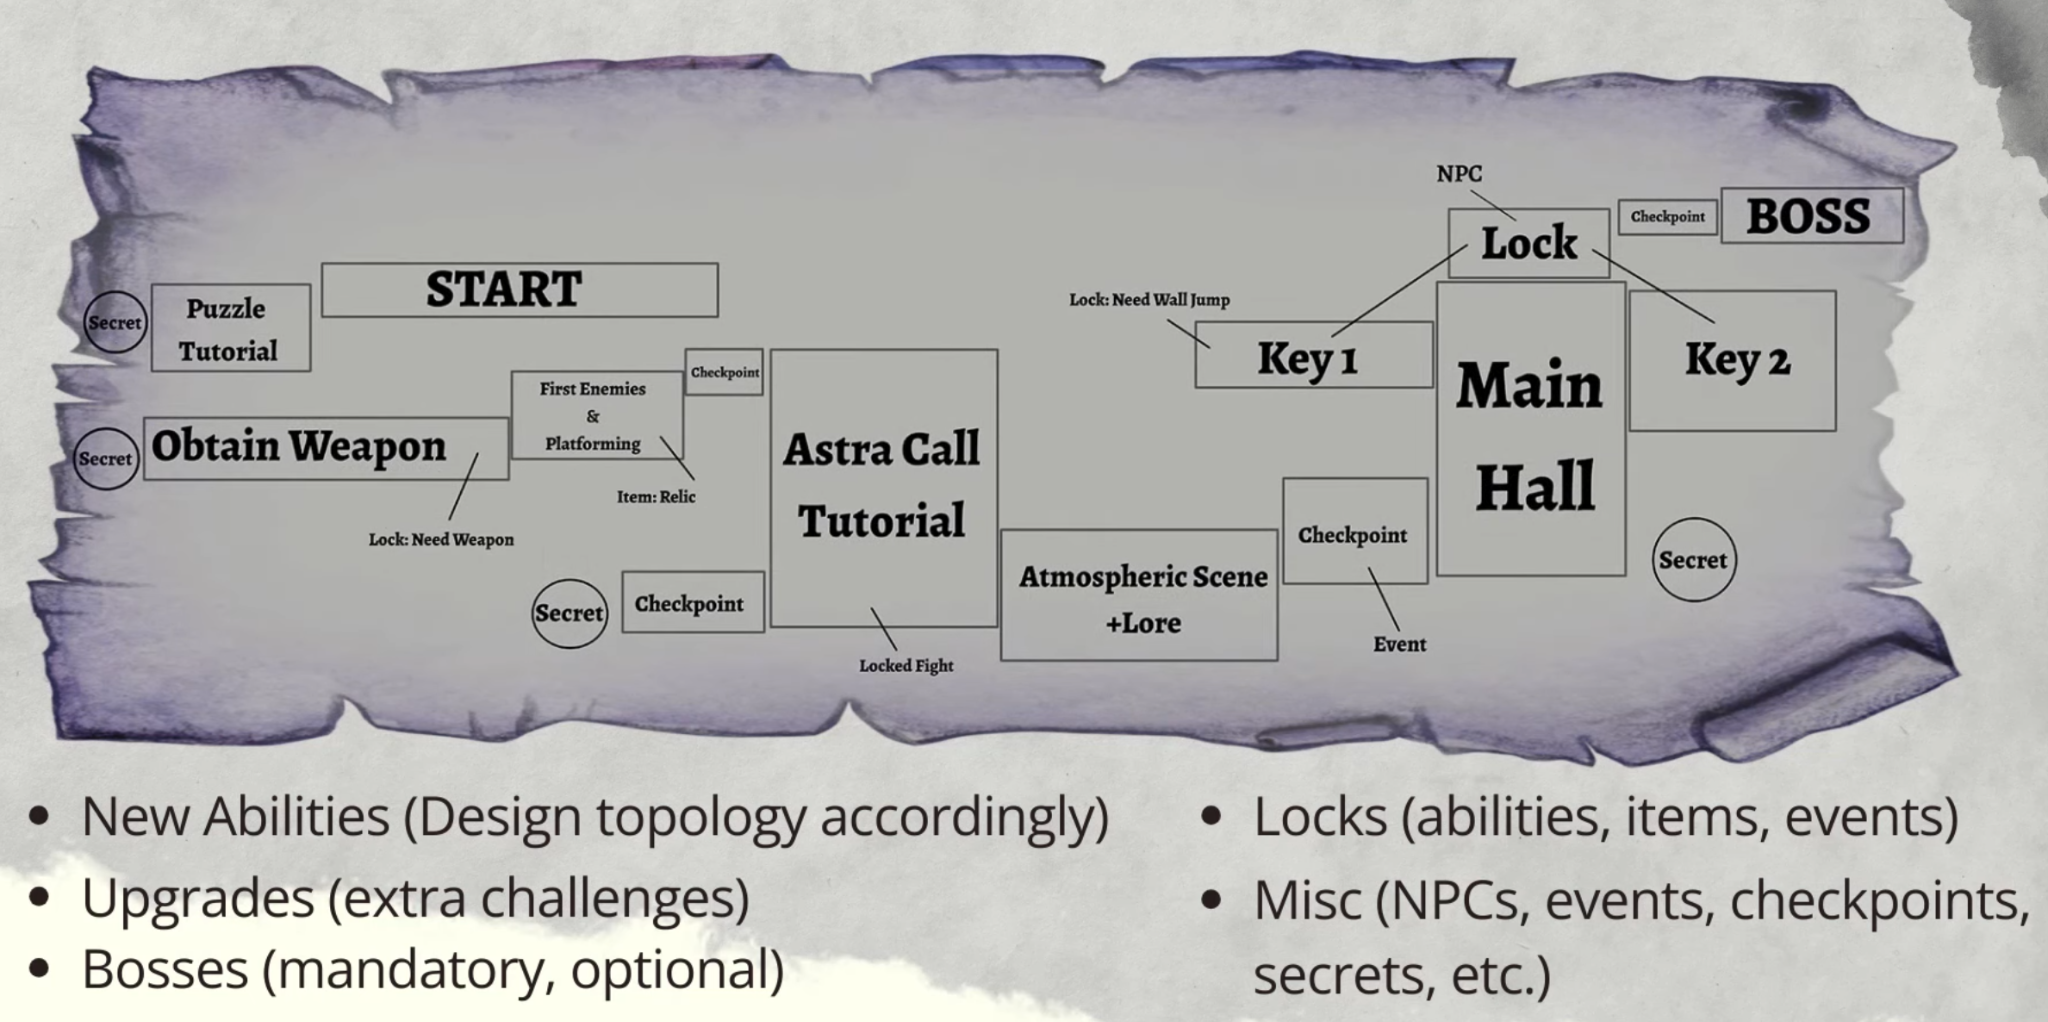 NPC
Lock
Checkpoint
BOSS
START
Puzzle
Tutorial
Secret
Lock: Need Wall Jump
Key 1
Key 2
Main
Hall
Checkpoint
First Enemies
&
Platforming
Obtain Weapon
Secret
Item: Relic
Lock: Need Weapon
Astra Call
Tutorial
Secret
Checkpoint
Locked Fight
Atmospheric Scene
+Lore
Checkpoint
Event
Secret
• New Abilities (Design topology accordingly)
• Upgrades (extra challenges)
• Bosses (mandatory, optional)
• Locks (abilities, items, events)
• Misc (NPCs, events, checkpoints,
secrets, etc.)